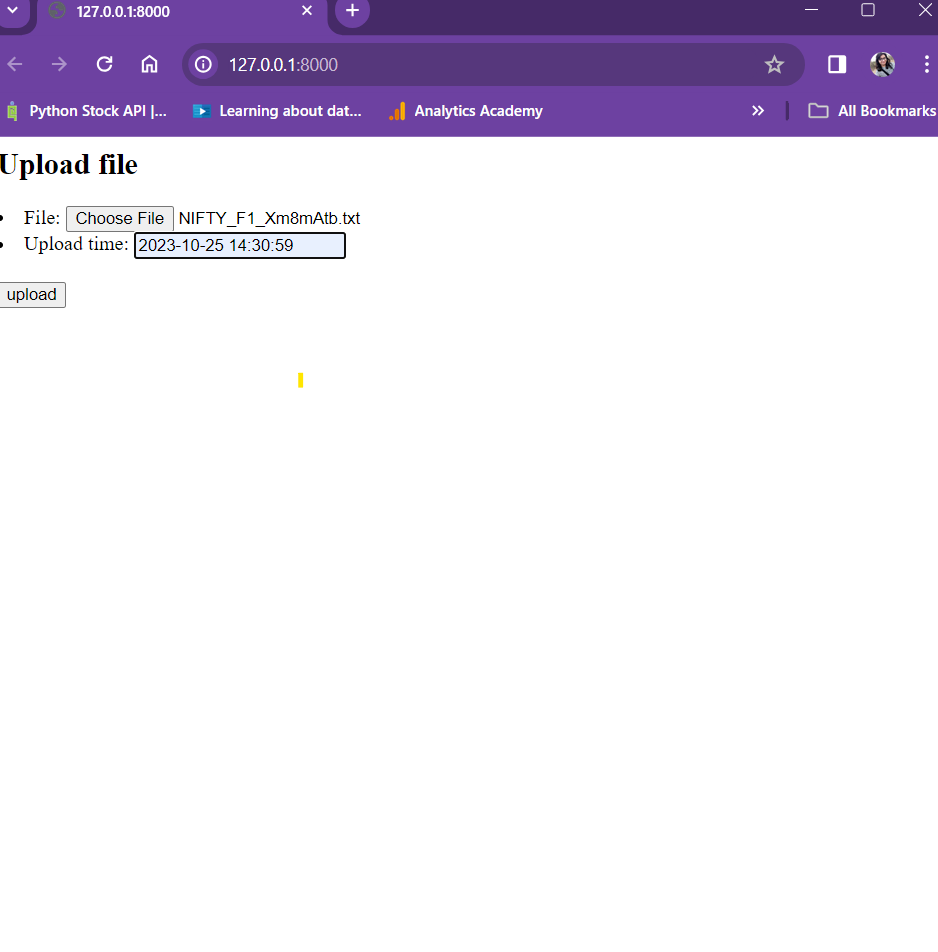 127.0.0.1:8000
127.0.0.1:8000
Python Stock API |... Learning about dat... Analytics Academy » All Bookmarks
Upload file
File: Choose File NIFTY_F1_Xm8mAtb.txt
Upload time: 2023-10-25 14:30:59
upload